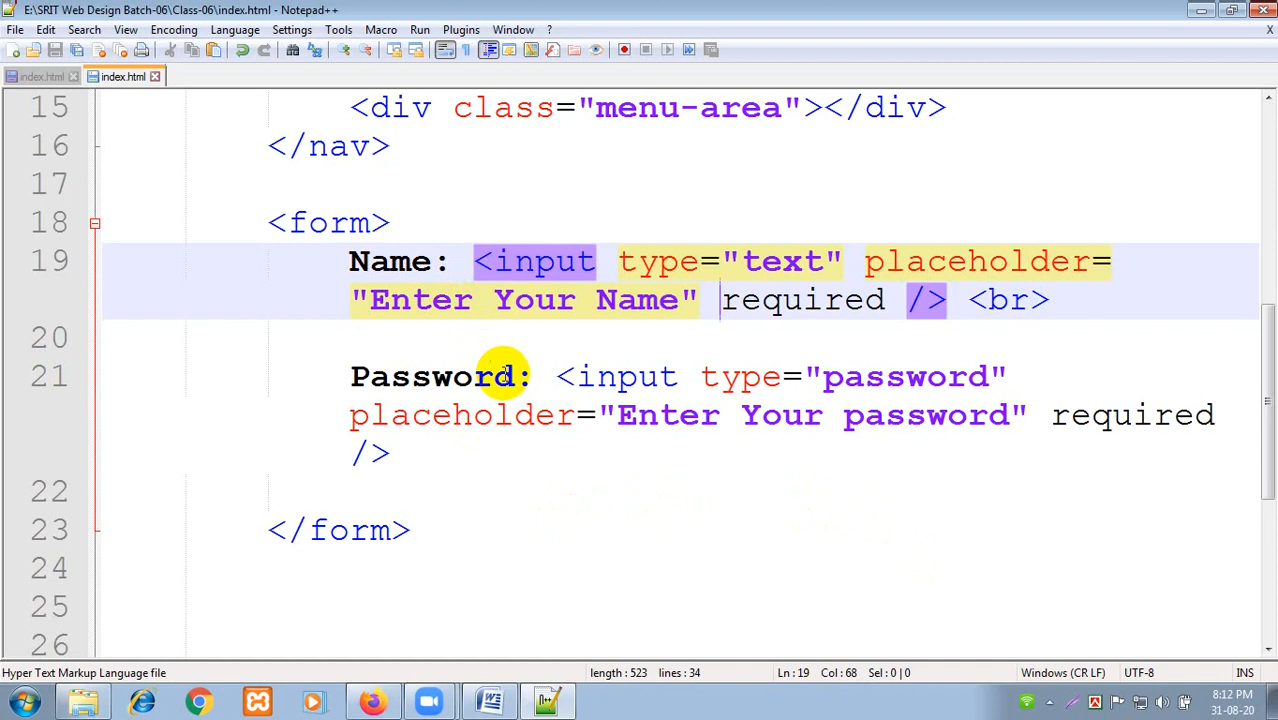 E:\SRIT Web Design Batch-06\Class-06\index.html - Notepad++
File Edit Search View Encoding Language Settings Tools Macro Run Plugins Window ? X
index.html index.html
15 <div class="menu-area"></div>
16 </nav>
17
18 <form>
19 Name: <input type="text" placeholder=
"Enter Your Name" required /> <br>
20
21 Password: <input type="password"
placeholder="Enter Your password" required
/>
22
23 </form>
24
25
26
Hyper Text Markup Language file length : 523 lines : 34 Ln : 19 Col : 68 Sel : 0 | 0 Windows (CR LF) UTF-8 INS
8:12 PM
31-08-20